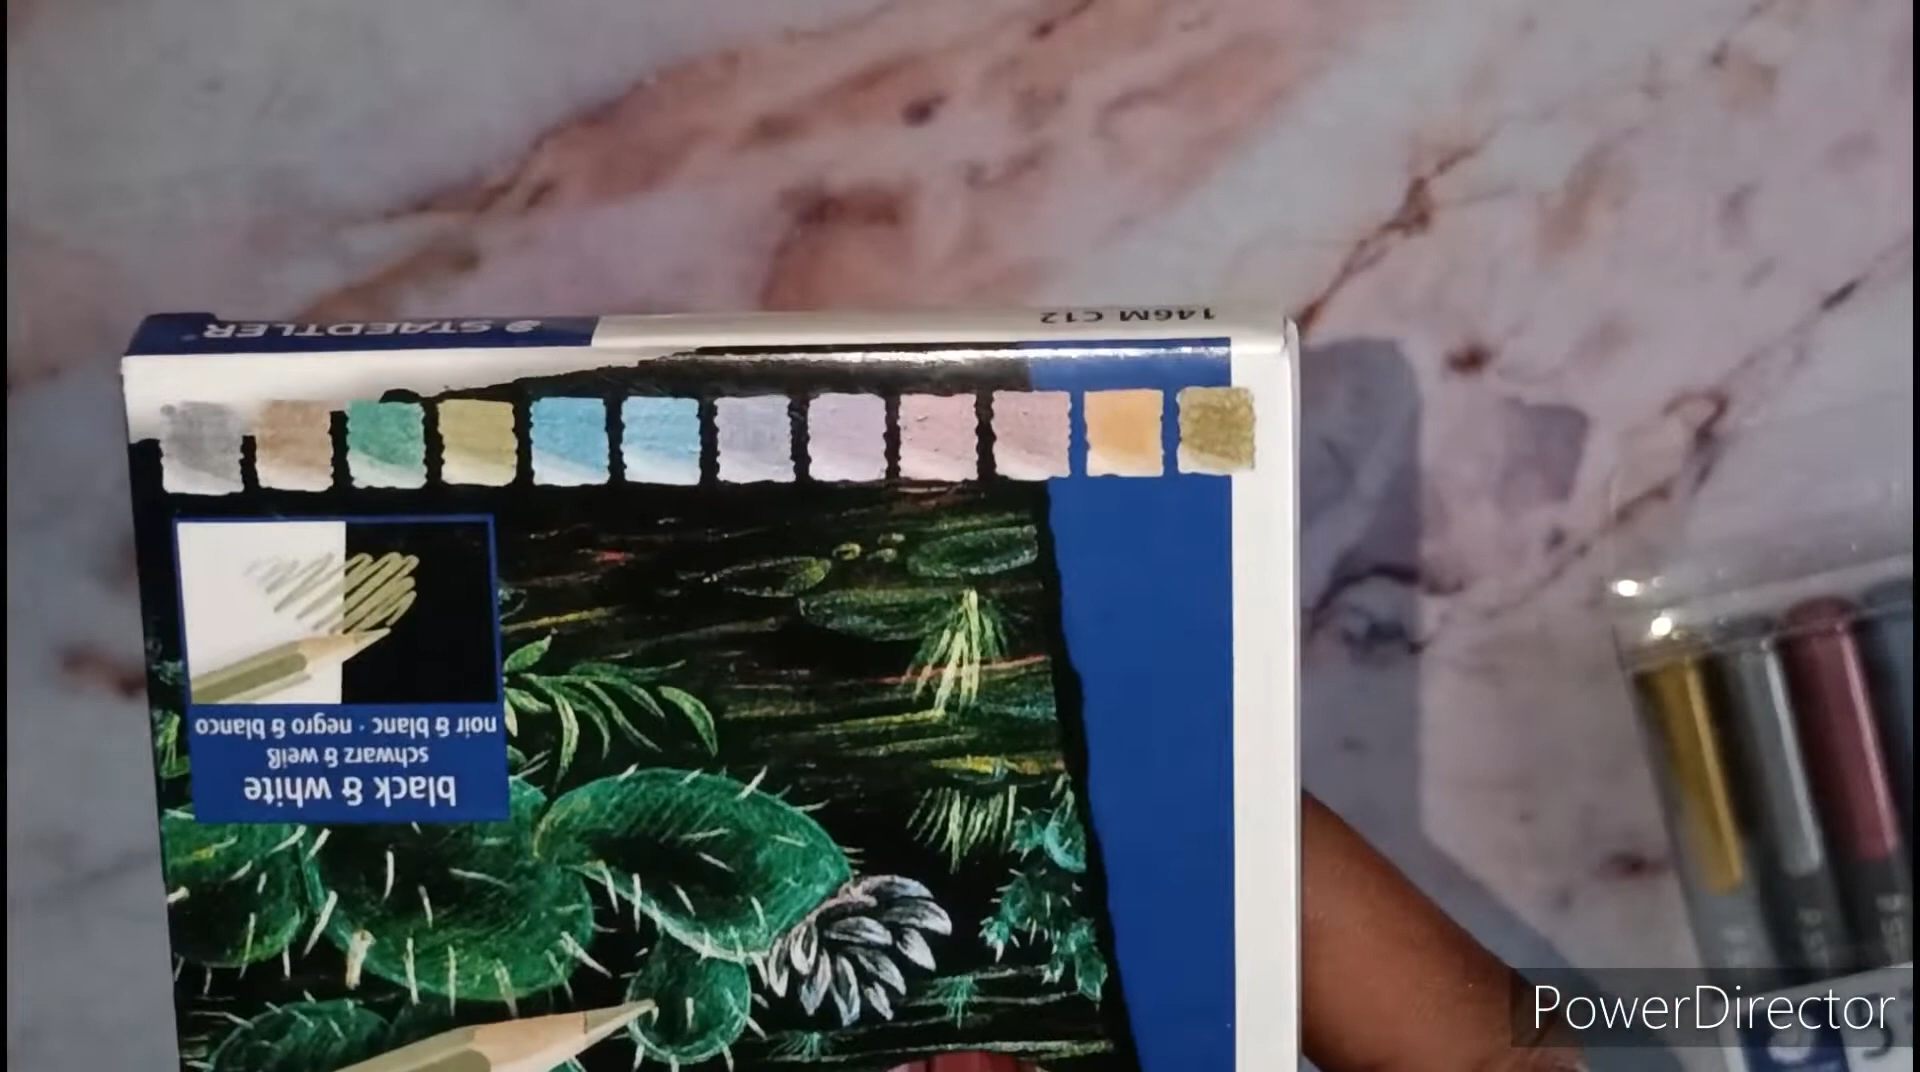 STAEDTLER
146M C12
black & white
schwarz & weiß
noir & blanc · negro & blanco
PowerDirector